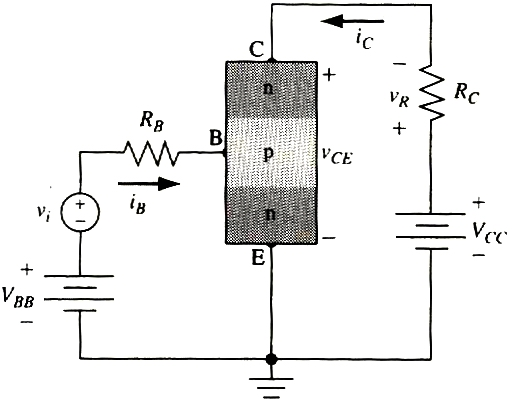 C
i_C
+
n
−
v_R
R_C
+
R_B
B
p
v_CE
i_B
v_i
+
−
n
−
E
+
V_BB
−
+
V_CC
−